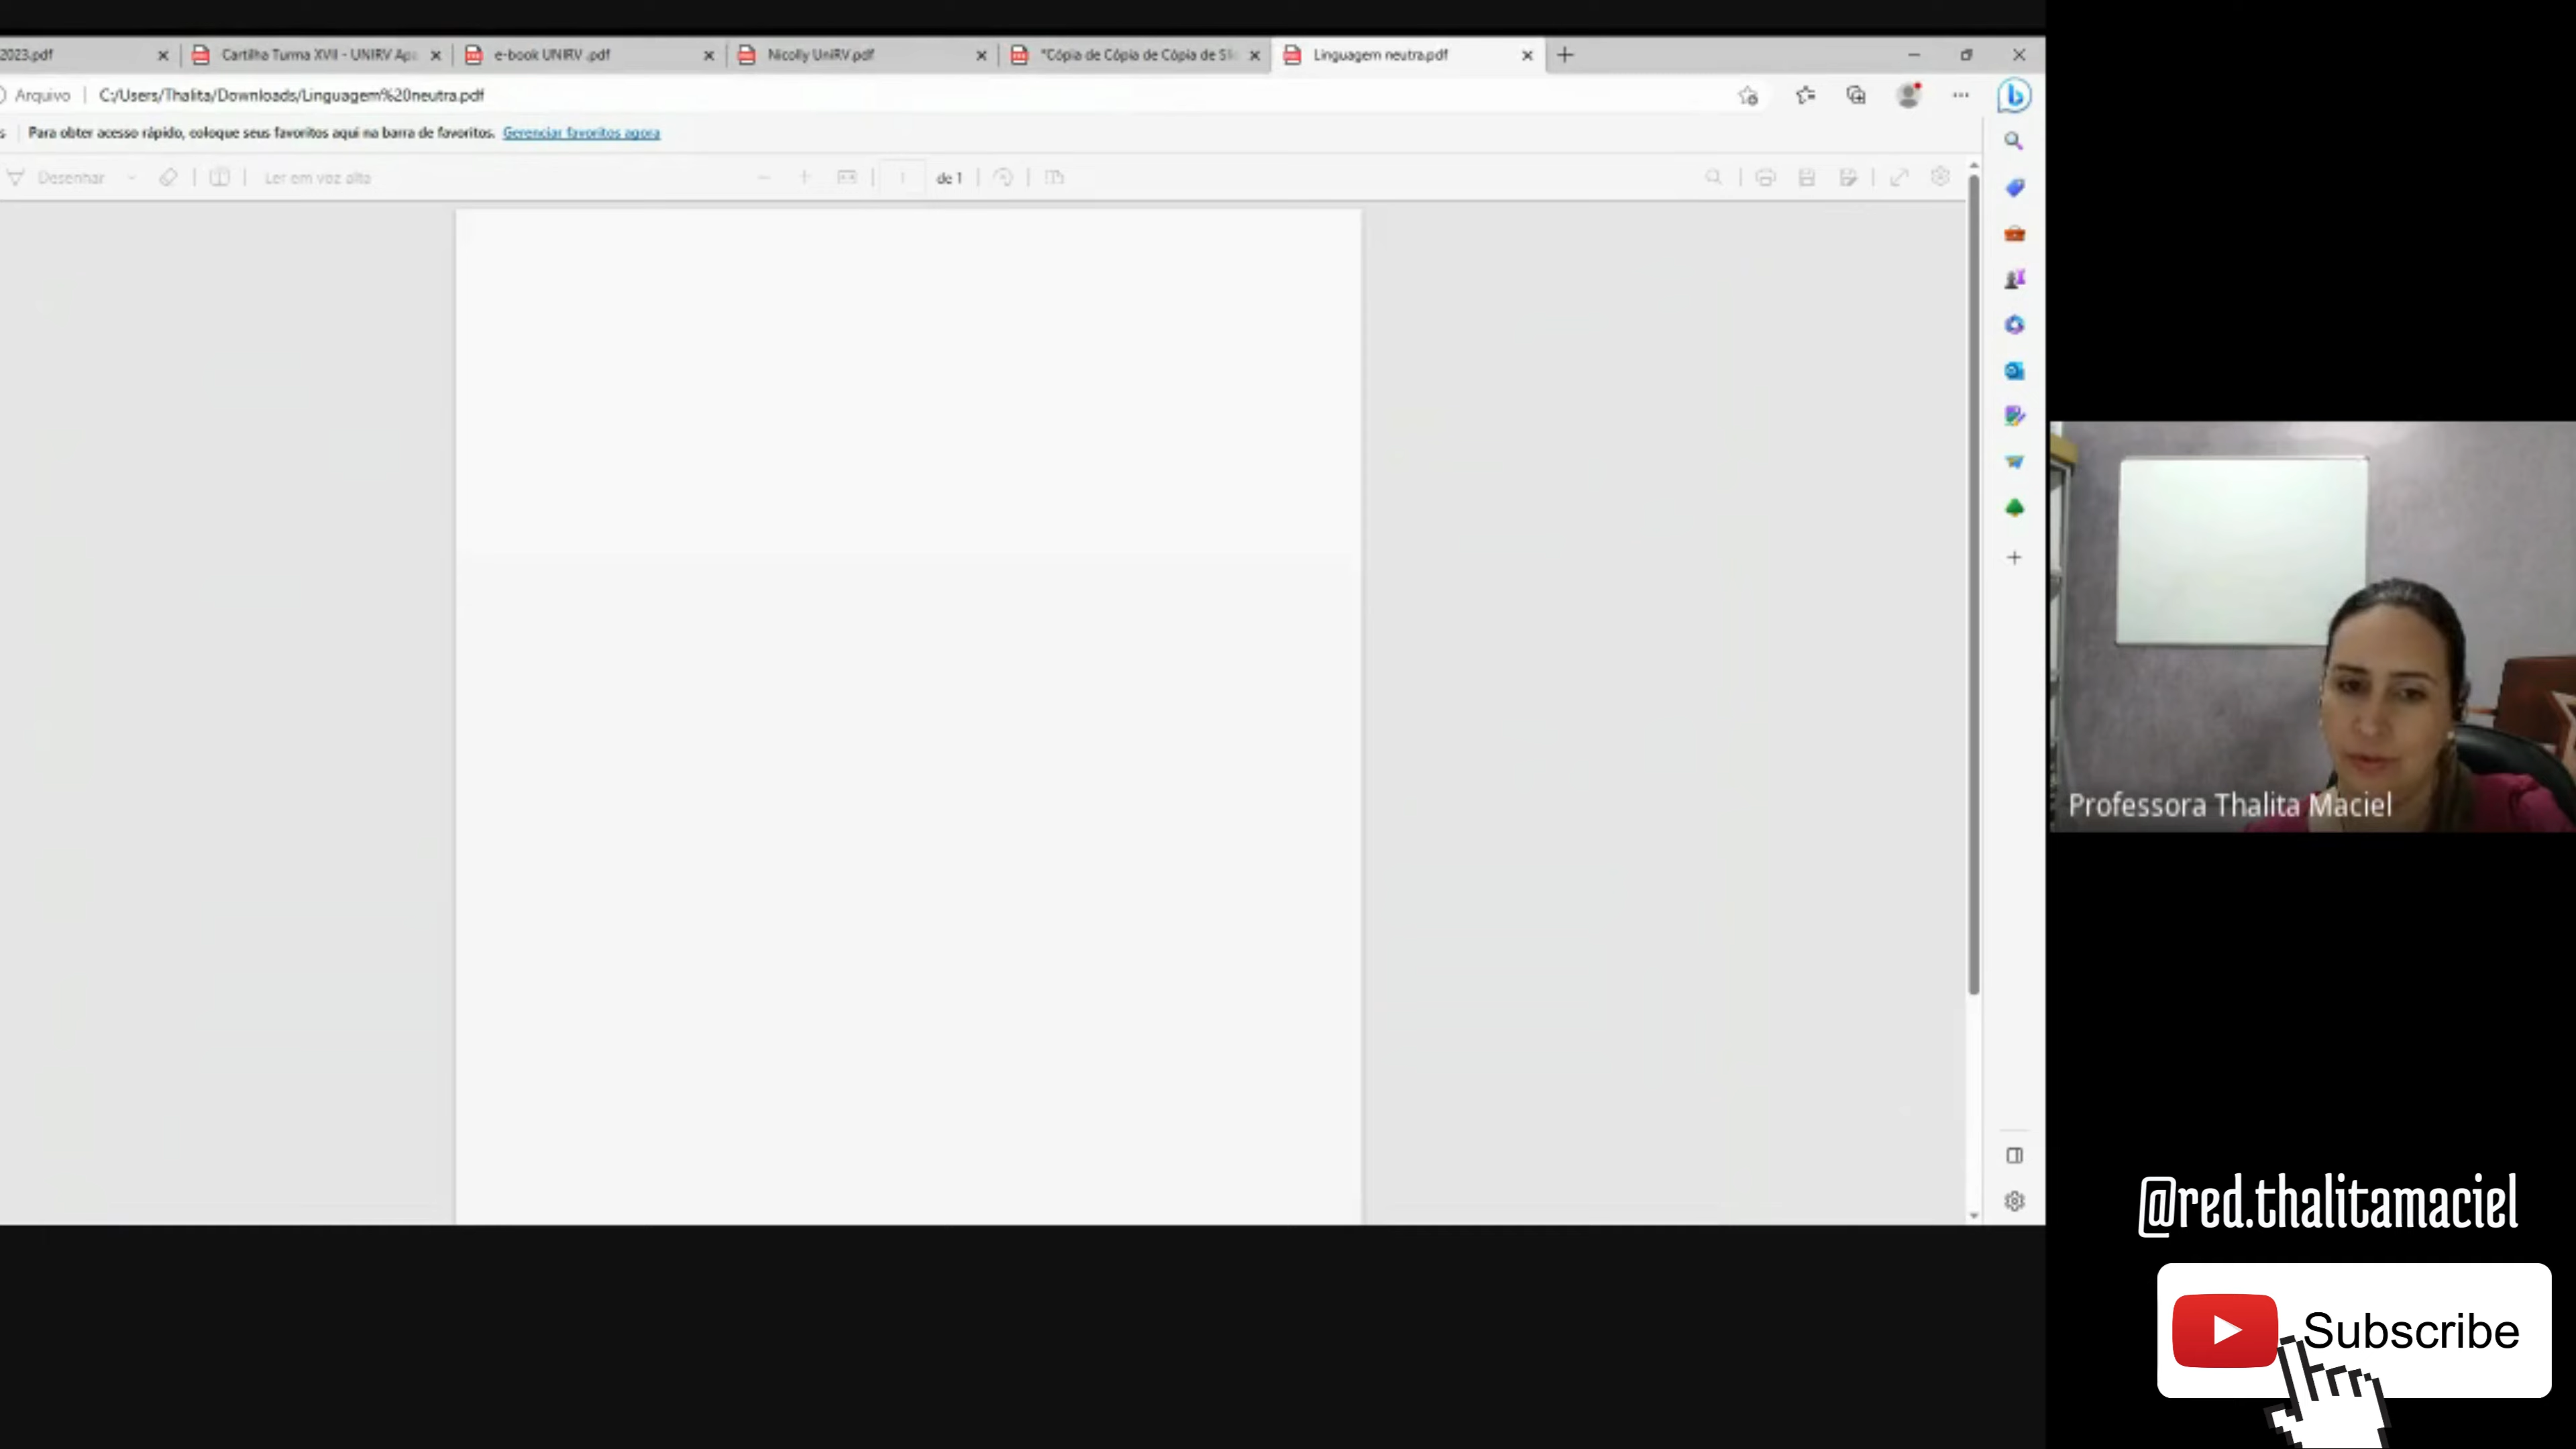 2023.pdf
Cartilha Turma XVII - UNIRV Ap
e-book UNIRV .pdf
Nicolly UniRV.pdf
*Cópia de Cópia de Cópia de Sli
Linguagem neutra.pdf
Arquivo
C:/Users/Thalita/Downloads/Linguagem%20neutra.pdf
s
Para obter acesso rápido, coloque seus favoritos aqui na barra de favoritos. Gerenciar favoritos agora
Desenhar
Ler em voz alta
1
de 1
Professora Thalita Maciel
@red.thalitamaciel
Subscribe